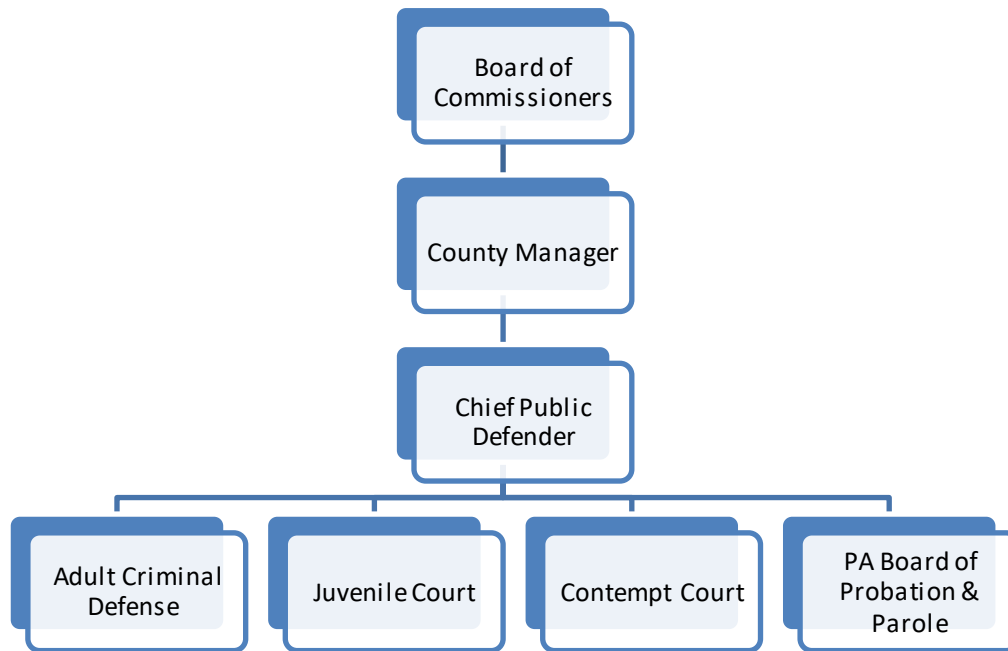 Board of
Commissioners
County Manager
Chief Public
Defender
Adult Criminal
Defense
Juvenile Court
Contempt Court
PA Board of
Probation &
Parole